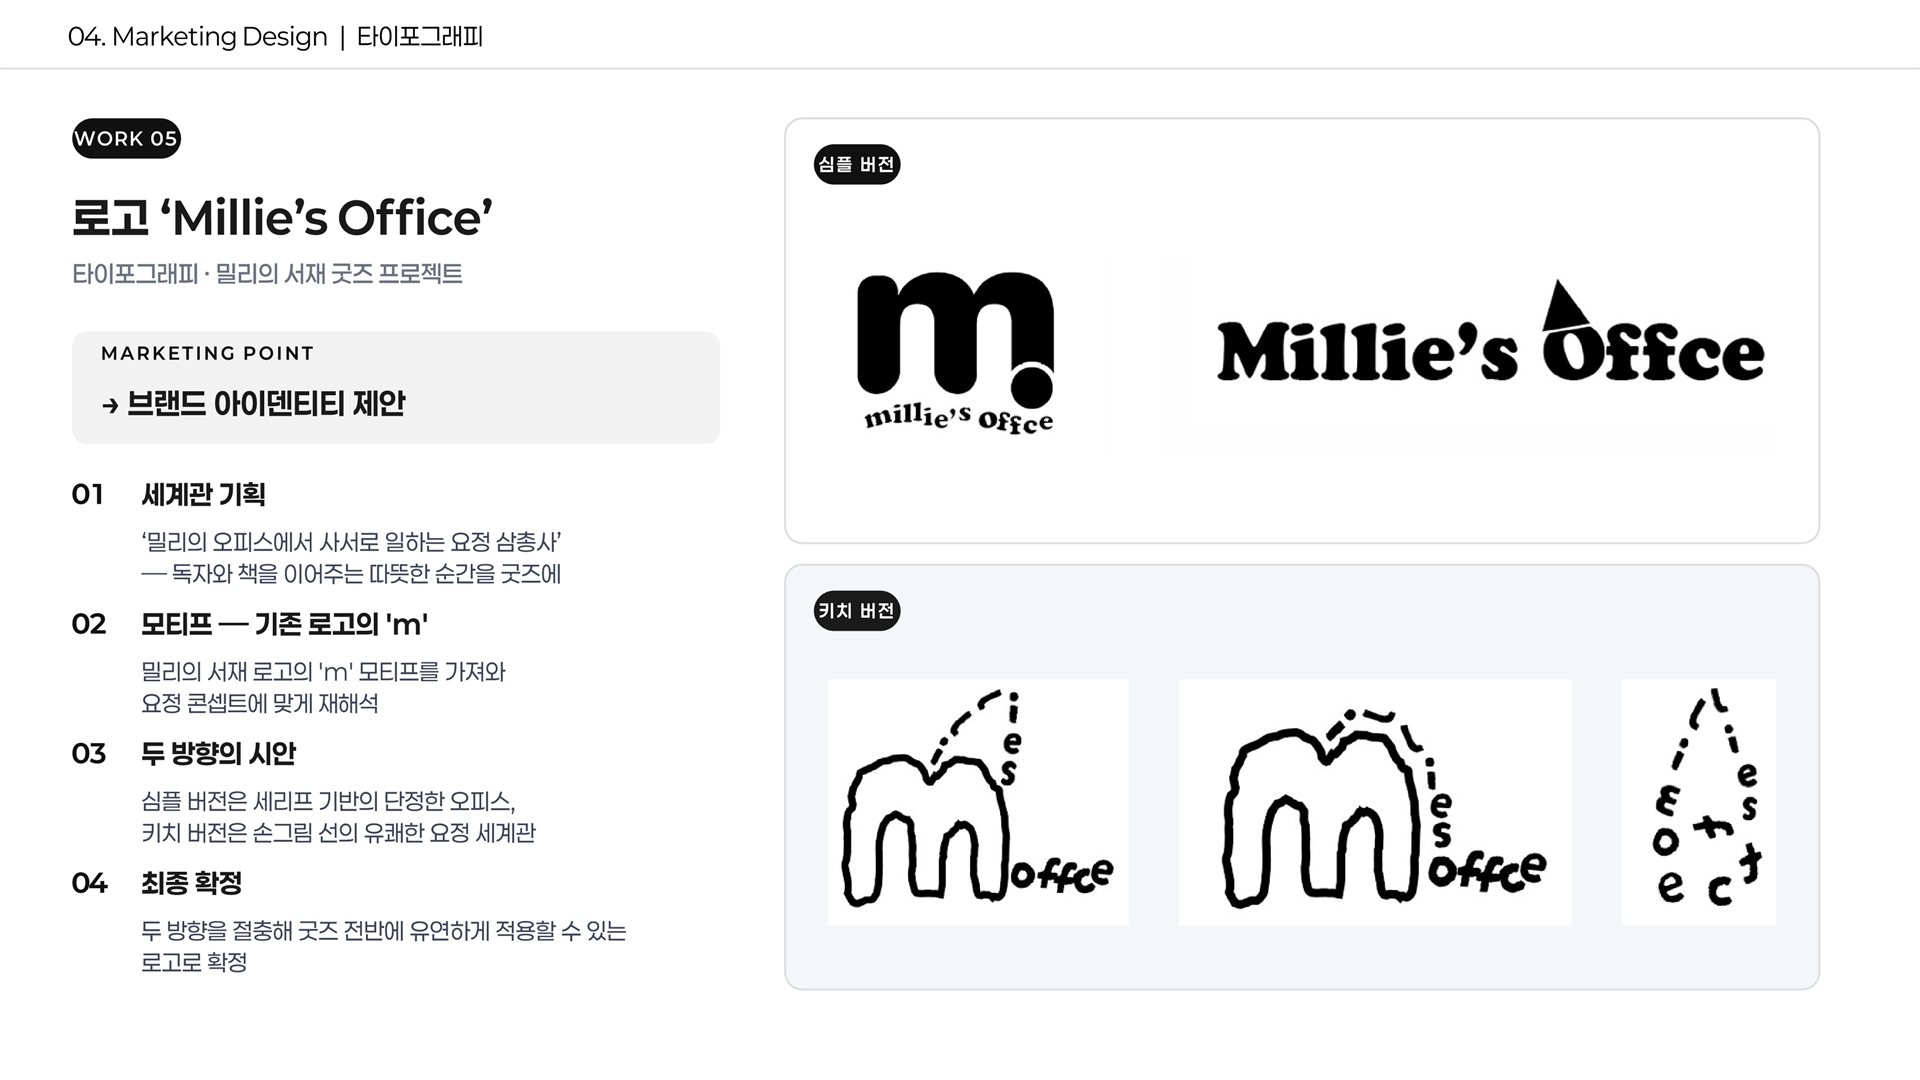 04. Marketing Design | 타이포그래피
WORK 05
로고 ‘Millie’s Office’
타이포그래피 · 밀리의 서재 굿즈 프로젝트
MARKETING POINT
→ 브랜드 아이덴티티 제안
01 세계관 기획
‘밀리의 오피스에서 사서로 일하는 요정 삼총사’
— 독자와 책을 이어주는 따뜻한 순간을 굿즈에
02 모티프 — 기존 로고의 'm'
밀리의 서재 로고의 'm' 모티프를 가져와
요정 콘셉트에 맞게 재해석
03 두 방향의 시안
심플 버전은 세리프 기반의 단정한 오피스,
키치 버전은 손그림 선의 유쾌한 요정 세계관
04 최종 확정
두 방향을 절충해 굿즈 전반에 유연하게 적용할 수 있는
로고로 확정
심플 버전
m
millie’s offce
Millie’s Offce
키치 버전
m
ies
offce
m
ies
offce